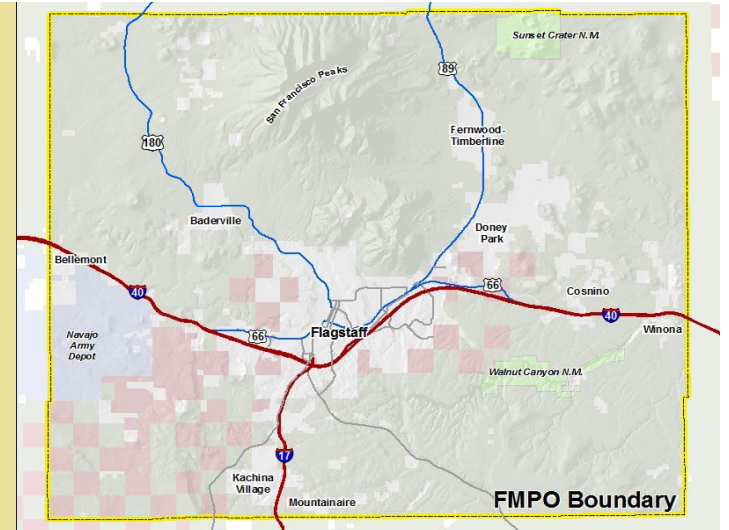 Sunset Crater N.M.
89
San Francisco Peaks
Fernwood-
Timberline
180
Baderville
Doney
Park
Bellemont
40
66
Cosnino
40
Navajo
Army
Depot
66
Flagstaff
Winona
Walnut Canyon N.M.
17
Kachina
Village
Mountainaire
FMPO Boundary